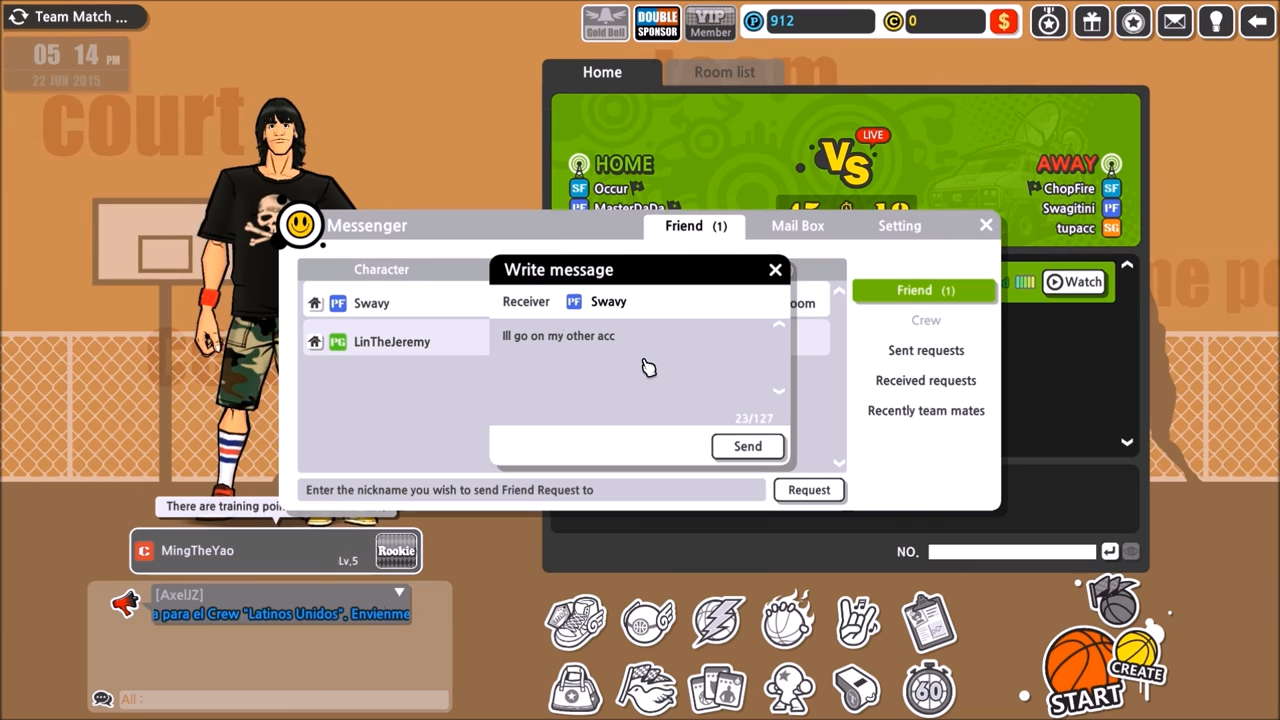 Team Match ...
Gold Ball
DOUBLE
SPONSOR
VIP
Member
P 912
C 0
$
05 14 PM
22 JUN 2015
court
Home
Room list
LIVE
VS
HOME
AWAY
SF Occur
ChopFire SF
PF MasterDaDa
Swagitini PF
tupacc SG
Messenger
Friend (1)
Mail Box
Setting
Character
Write message
PF Swavy
Receiver PF Swavy
oom
Friend (1)
Watch
PG LinTheJeremy
Ill go on my other acc
Crew
Sent requests
Received requests
Recently team mates
23/127
Send
Enter the nickname you wish to send Friend Request to
Request
There are training poin
C MingTheYao
Lv.5
Rookie
NO.
[AxelJZ]
a para el Crew "Latinos Unidos". Envienme
All :
60
START
CREATE